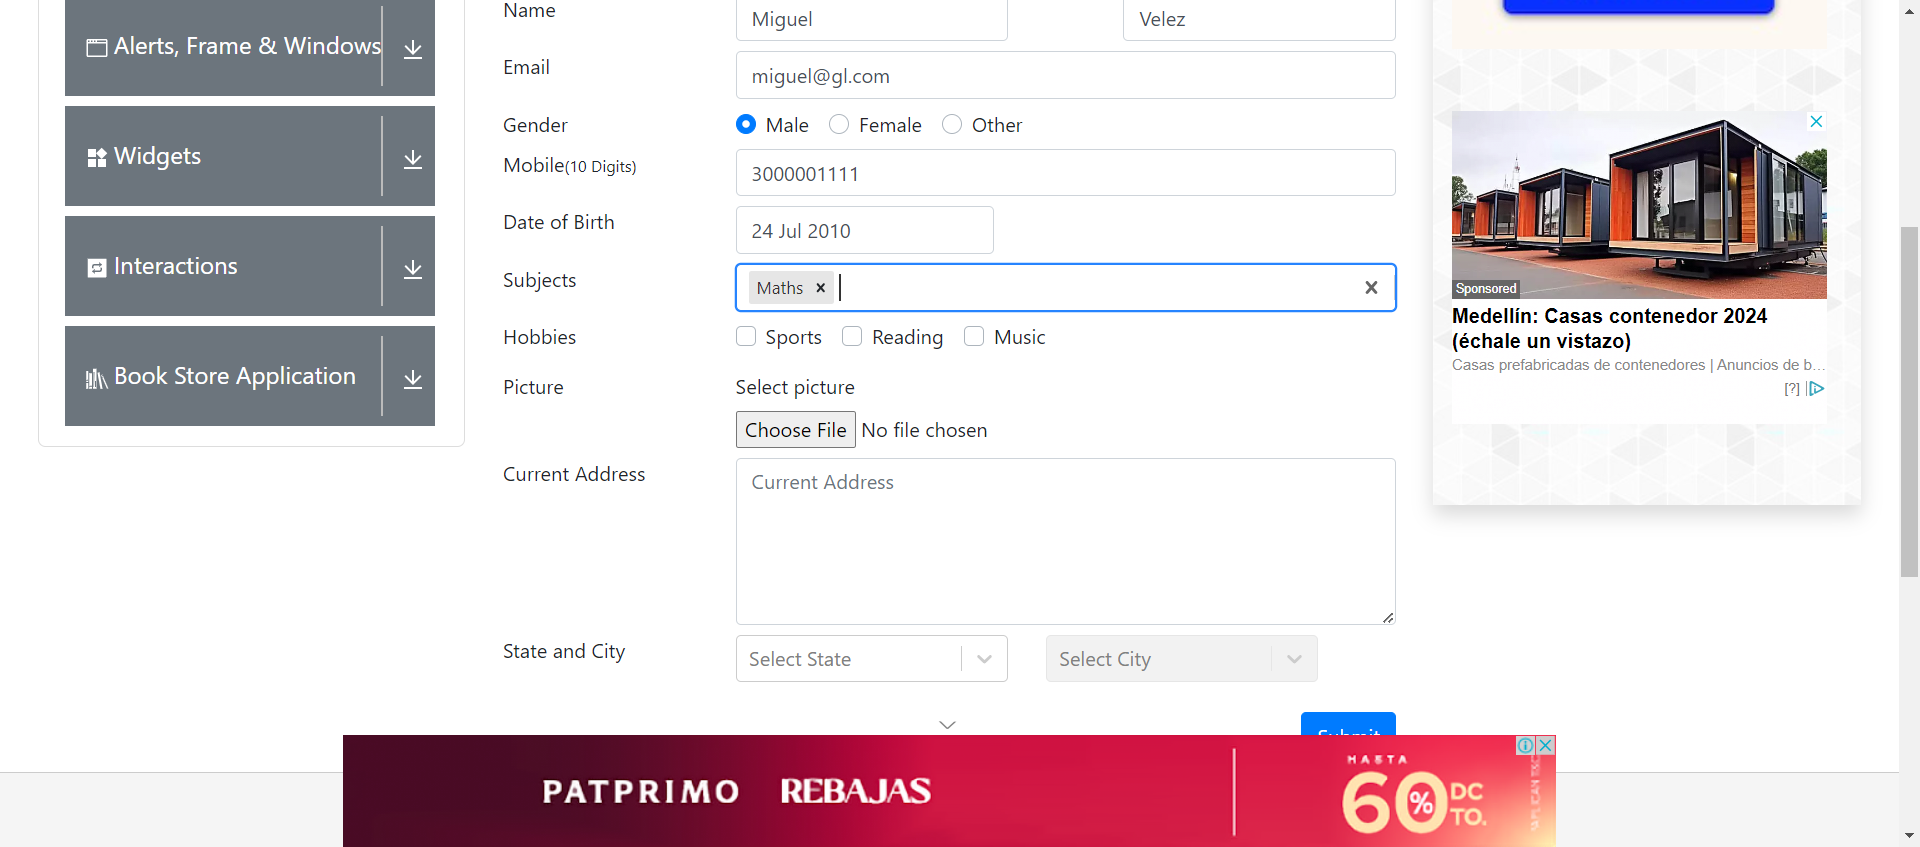 Alerts, Frame & Windows
Widgets
Interactions
Book Store Application
Name
Miguel
Velez
Email
miguel@gl.com
Gender
Male
Female
Other
Mobile(10 Digits)
3000001111
Date of Birth
24 Jul 2010
Subjects
Maths
Hobbies
Sports
Reading
Music
Picture
Select picture
Choose File
No file chosen
Current Address
Current Address
State and City
Select State
Select City
Submit
Sponsored
Medellín: Casas contenedor 2024
(échale un vistazo)
Casas prefabricadas de contenedores | Anuncios de b...
[?]
PATPRIMO
REBAJAS
HASTA
60%
DC
TO.